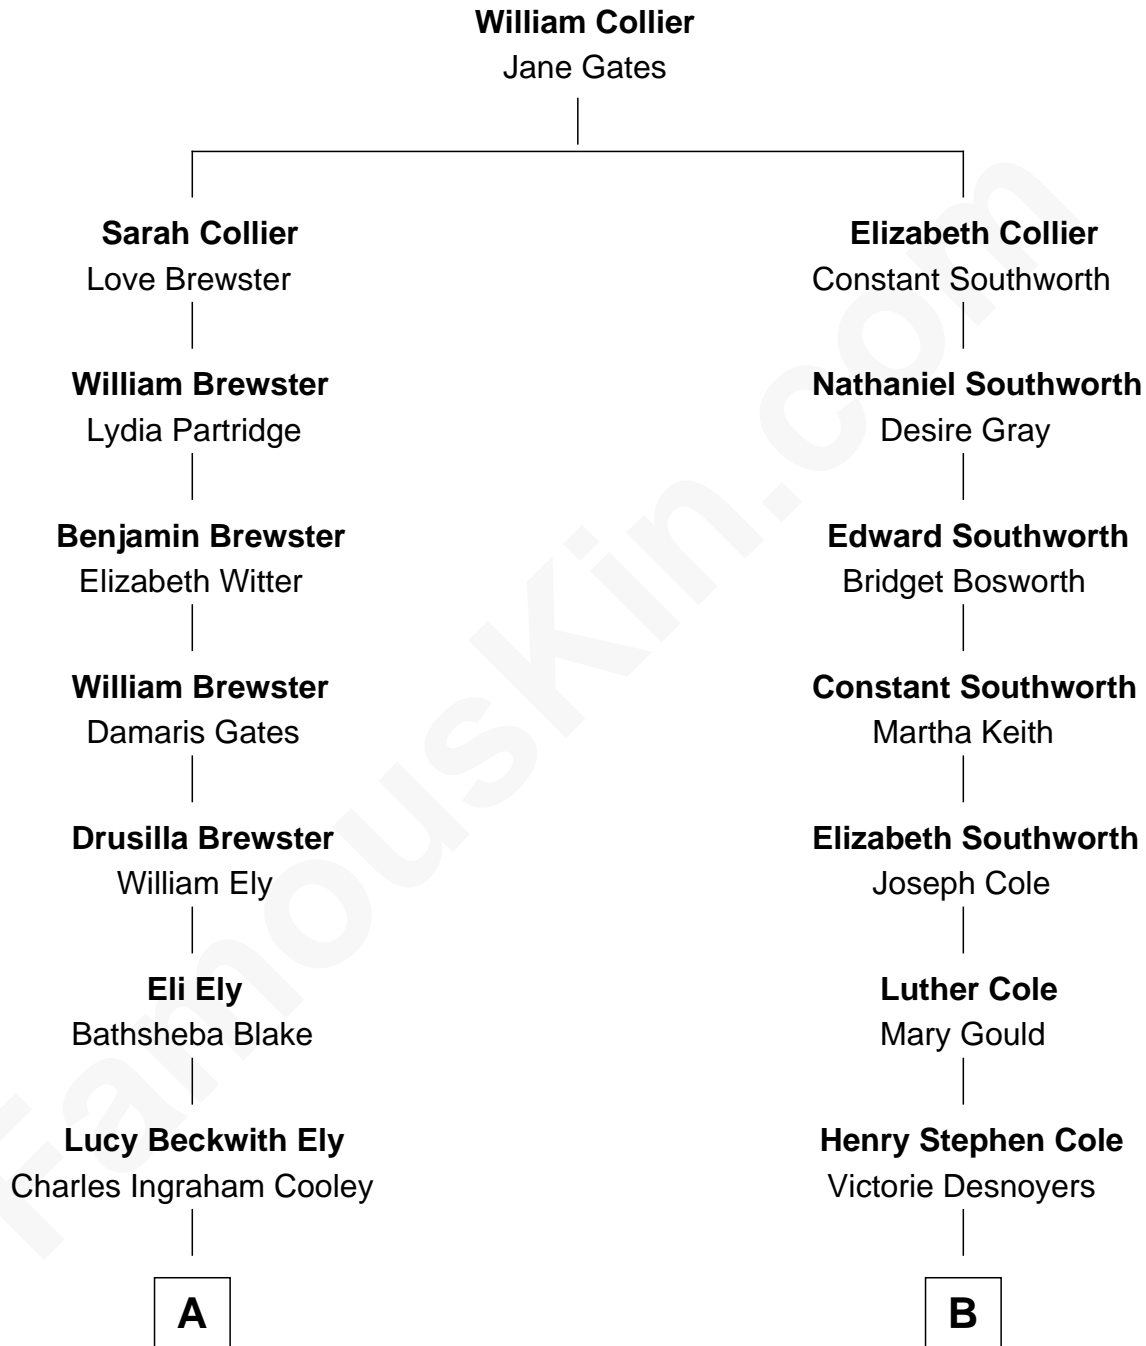 William Collier
Jane Gates
Sarah Collier
Love Brewster
William Brewster
Lydia Partridge
Benjamin Brewster
Elizabeth Witter
William Brewster
Damaris Gates
Drusilla Brewster
William Ely
Eli Ely
Bathsheba Blake
Lucy Beckwith Ely
Charles Ingraham Cooley
A
Elizabeth Collier
Constant Southworth
Nathaniel Southworth
Desire Gray
Edward Southworth
Bridget Bosworth
Constant Southworth
Martha Keith
Elizabeth Southworth
Joseph Cole
Luther Cole
Mary Gould
Henry Stephen Cole
Victorie Desnoyers
B
FamousKin.com